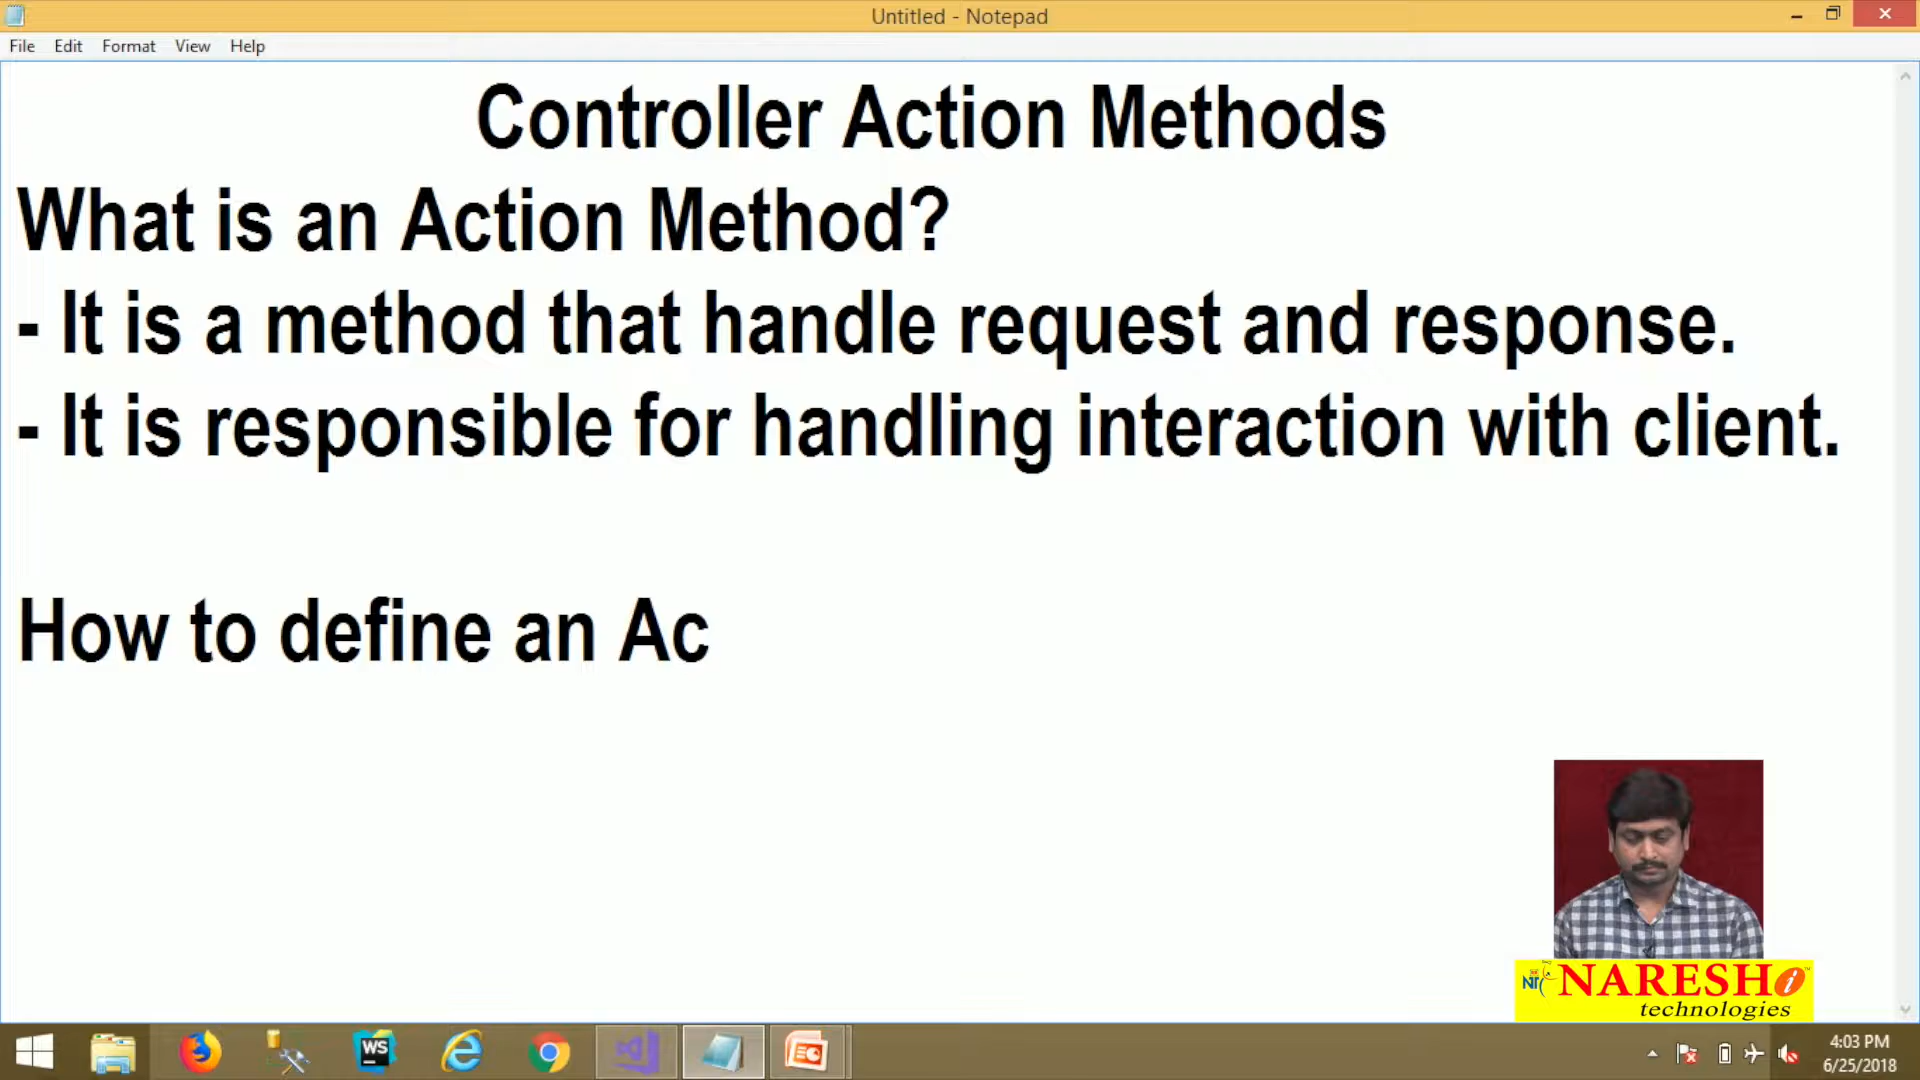 Untitled - Notepad
File Edit Format View Help
Controller Action Methods
What is an Action Method?
- It is a method that handle request and response.
- It is responsible for handling interaction with client.
How to define an Ac
NARESH i
technologies
WS
4:03 PM
6/25/2018